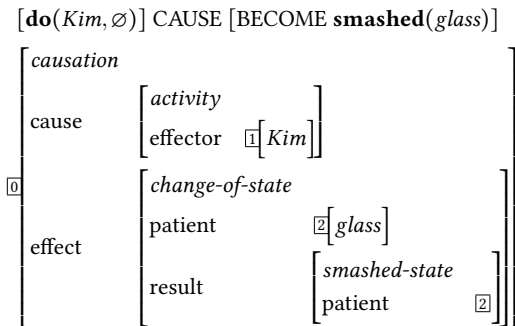 [do(Kim, ∅)] CAUSE [BECOME smashed(glass)]
causation
cause
activity
effector 1 [Kim]
0
effect
change-of-state
patient 2 [glass]
result
smashed-state
patient 2